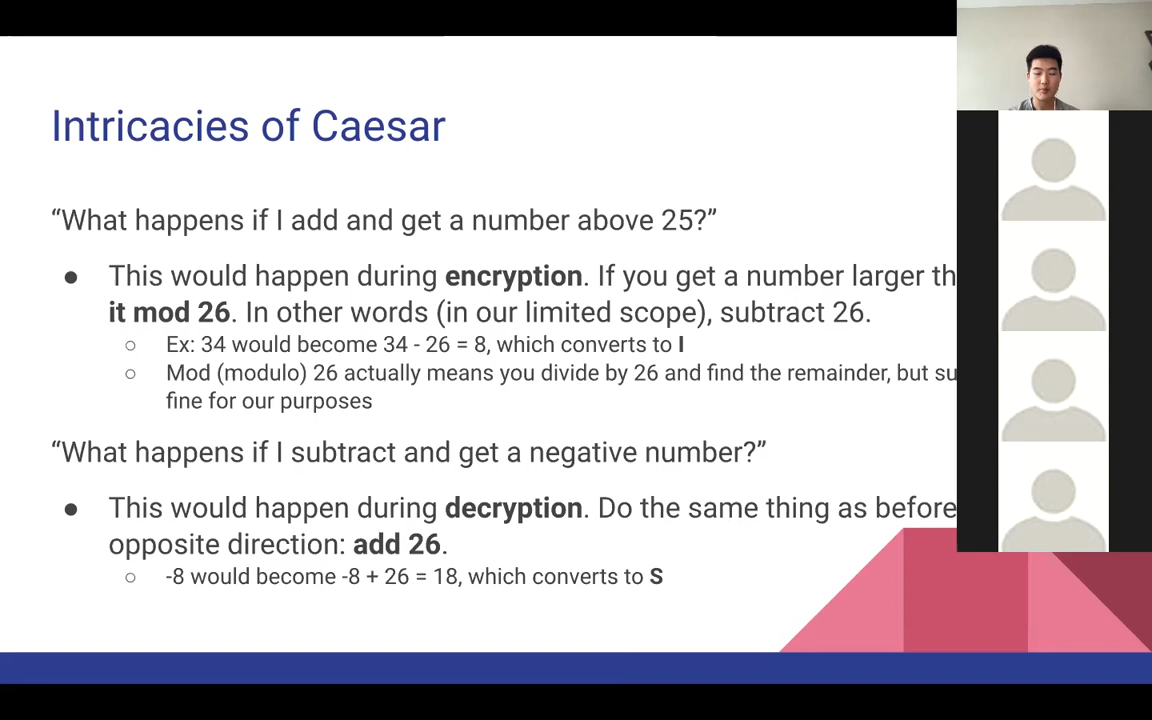 Intricacies of Caesar
“What happens if I add and get a number above 25?”
● This would happen during encryption. If you get a number larger th
it mod 26. In other words (in our limited scope), subtract 26.
○ Ex: 34 would become 34 - 26 = 8, which converts to I
○ Mod (modulo) 26 actually means you divide by 26 and find the remainder, but su
fine for our purposes
“What happens if I subtract and get a negative number?”
● This would happen during decryption. Do the same thing as before
opposite direction: add 26.
○ -8 would become -8 + 26 = 18, which converts to S